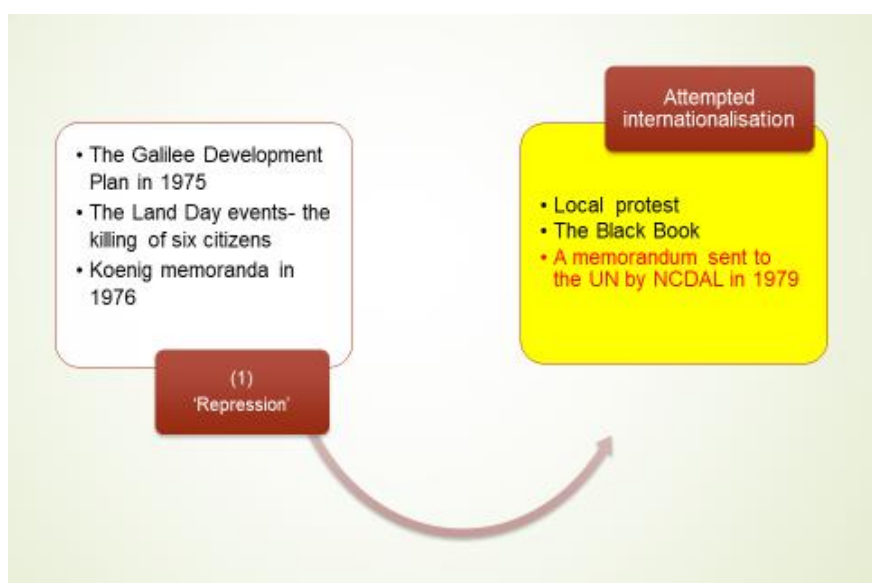 • The Galilee Development
Plan in 1975
• The Land Day events- the
killing of six citizens
• Koenig memoranda in
1976
(1)
‘Repression’
Attempted
internationalisation
• Local protest
• The Black Book
• A memorandum sent to
the UN by NCDAL in 1979